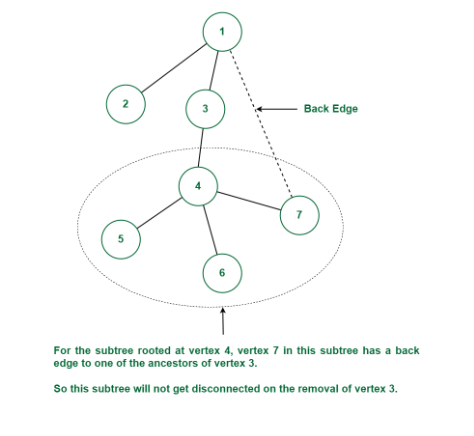 1
2
3
Back Edge
4
7
5
6
For the subtree rooted at vertex 4, vertex 7 in this subtree has a back
edge to one of the ancestors of vertex 3.
So this subtree will not get disconnected on the removal of vertex 3.